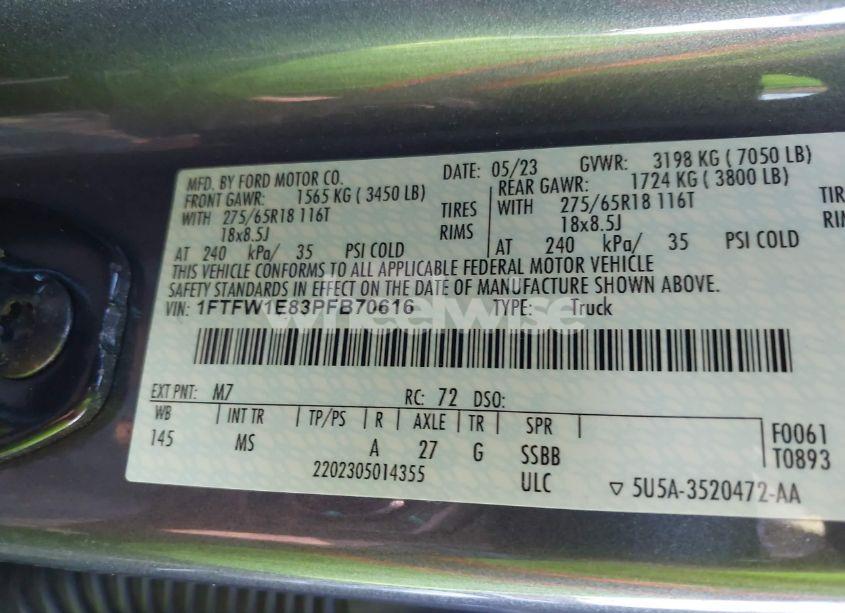 MFD. BY FORD MOTOR CO.
DATE: 05/23 GVWR: 3198 KG ( 7050 LB)
FRONT GAWR: 1565 KG ( 3450 LB)
REAR GAWR: 1724 KG ( 3800 LB)
WITH 275/65R18 116T TIRES
WITH 275/65R18 116T TIRE
18x8.5J RIMS
18x8.5J RIMS
AT 240 kPa/ 35 PSI COLD
AT 240 kPa/ 35 PSI COLD
THIS VEHICLE CONFORMS TO ALL APPLICABLE FEDERAL MOTOR VEHICLE
SAFETY STANDARDS IN EFFECT ON THE DATE OF MANUFACTURE SHOWN ABOVE.
VIN: 1FTFW1E83PFB70616 TYPE: Truck
wheelwise
EXT PNT: M7 RC: 72 DSO:
WB INT TR TP/PS R AXLE TR SPR
145 MS A 27 G SSBB
F0061
T0893
2202305014355 ULC ▽ 5U5A-3520472-AA